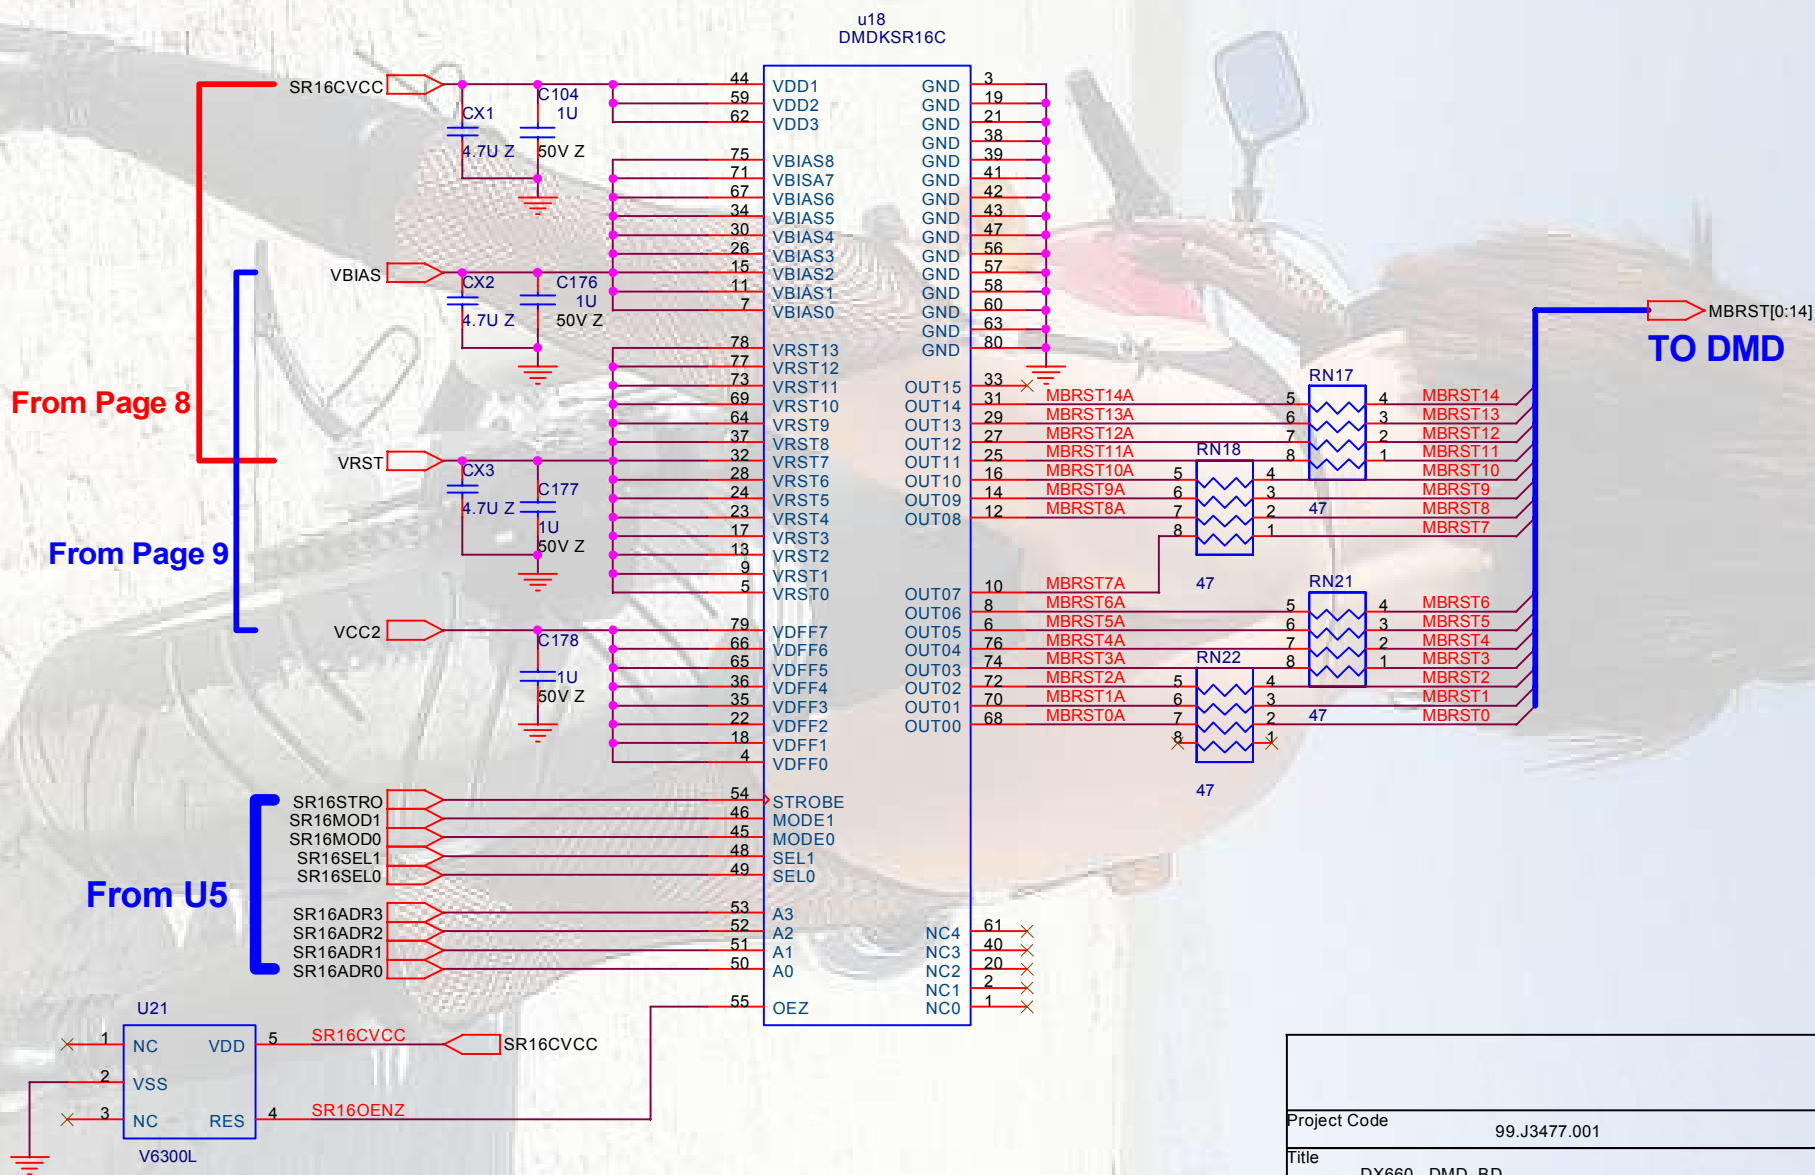 u18
DMDKSR16C
SR16CVCC
CX1
4.7U Z
C104
1U
50V Z
44 VDD1
59 VDD2
62 VDD3
75 VBIAS8
71 VBISA7
67 VBIAS6
34 VBIAS5
30 VBIAS4
26 VBIAS3
15 VBIAS2
11 VBIAS1
7 VBIAS0
VBIAS
CX2
4.7U Z
C176
1U
50V Z
78 VRST13
77 VRST12
73 VRST11
69 VRST10
64 VRST9
37 VRST8
32 VRST7
28 VRST6
24 VRST5
23 VRST4
17 VRST3
13 VRST2
9 VRST1
5 VRST0
From Page 8
VRST
CX3
4.7U Z
C177
1U
50V Z
From Page 9
VCC2
C178
1U
50V Z
79 VDFF7
66 VDFF6
65 VDFF5
36 VDFF4
35 VDFF3
22 VDFF2
18 VDFF1
4 VDFF0
From U5
SR16STRO 54 STROBE
SR16MOD1 46 MODE1
SR16MOD0 45 MODE0
SR16SEL1 48 SEL1
SR16SEL0 49 SEL0
SR16ADR3 53 A3
SR16ADR2 52 A2
SR16ADR1 51 A1
SR16ADR0 50 A0
55 OEZ
GND 3
GND 19
GND 21
GND 38
GND 39
GND 41
GND 42
GND 43
GND 47
GND 56
GND 57
GND 58
GND 60
GND 63
GND 80
OUT15 33
OUT14 31 MBRST14A 5 4 MBRST14
OUT13 29 MBRST13A 6 3 MBRST13
OUT12 27 MBRST12A 7 2 MBRST12
OUT11 25 MBRST11A 8 1 MBRST11
OUT10 16 MBRST10A 5 4 MBRST10
OUT09 14 MBRST9A 6 3 MBRST9
OUT08 12 MBRST8A 7 2 MBRST8
8 1 MBRST7
OUT07 10 MBRST7A
OUT06 8 MBRST6A 5 4 MBRST6
OUT05 6 MBRST5A 6 3 MBRST5
OUT04 76 MBRST4A 7 2 MBRST4
OUT03 74 MBRST3A 8 1 MBRST3
OUT02 72 MBRST2A 5 4 MBRST2
OUT01 70 MBRST1A 6 3 MBRST1
OUT00 68 MBRST0A 7 2 MBRST0
8 1
RN17
47
RN18
47
RN21
47
RN22
47
MBRST[0:14]
TO DMD
NC4 61
NC3 40
NC2 20
NC1 2
NC0 1
U21
1 NC VDD 5 SR16CVCC SR16CVCC
2 VSS
3 NC RES 4 SR16OENZ
V6300L
Project Code
99.J3477.001
Title
DX660 DMD BD